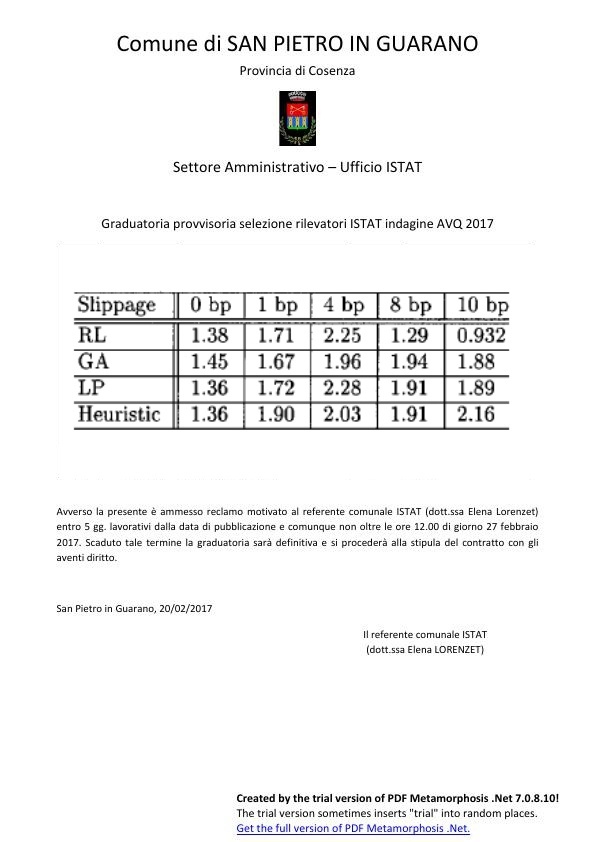 Comune di SAN PIETRO IN GUARANO
Provincia di Cosenza
Settore Amministrativo – Ufficio ISTAT
Graduatoria provvisoria selezione rilevatori ISTAT indagine AVQ 2017
Slippage 0 bp 1 bp 4 bp 8 bp 10 bp
RL 1.38 1.71 2.25 1.29 0.932
GA 1.45 1.67 1.96 1.94 1.88
LP 1.36 1.72 2.28 1.91 1.89
Heuristic 1.36 1.90 2.03 1.91 2.16
Avverso la presente è ammesso reclamo motivato al referente comunale ISTAT (dott.ssa Elena Lorenzet)
entro 5 gg. lavorativi dalla data di pubblicazione e comunque non oltre le ore 12.00 di giorno 27 febbraio
2017. Scaduto tale termine la graduatoria sarà definitiva e si procederà alla stipula del contratto con gli
aventi diritto.
San Pietro in Guarano, 20/02/2017
Il referente comunale ISTAT
(dott.ssa Elena LORENZET)
Created by the trial version of PDF Metamorphosis .Net 7.0.8.10!
The trial version sometimes inserts "trial" into random places.
Get the full version of PDF Metamorphosis .Net.